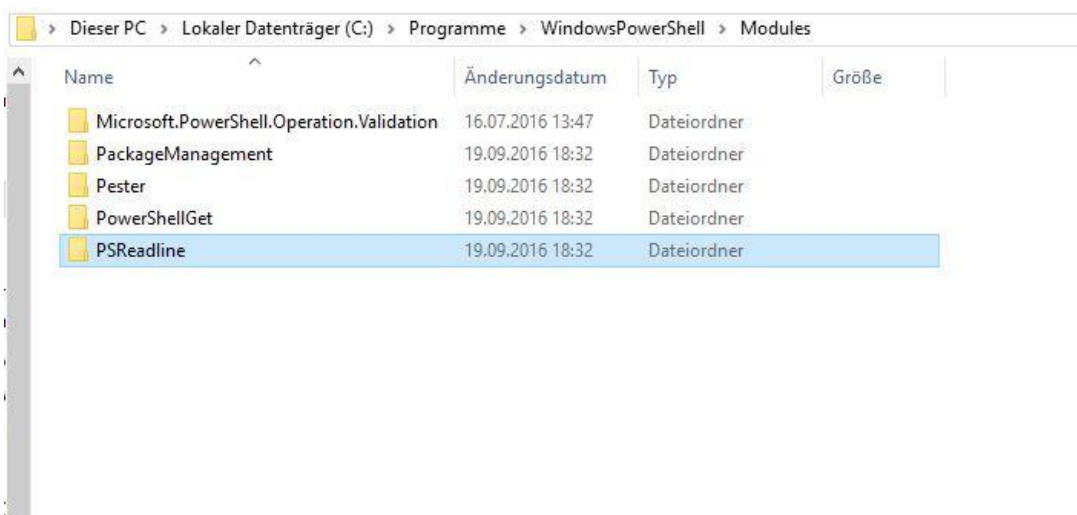 Dieser PC > Lokaler Datenträger (C:) > Programme > WindowsPowerShell > Modules
Name Änderungsdatum Typ Größe
Microsoft.PowerShell.Operation.Validation 16.07.2016 13:47 Dateiordner
PackageManagement 19.09.2016 18:32 Dateiordner
Pester 19.09.2016 18:32 Dateiordner
PowerShellGet 19.09.2016 18:32 Dateiordner
PSReadline 19.09.2016 18:32 Dateiordner